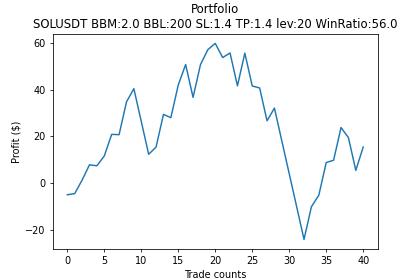 Portfolio
SOLUSDT BBM:2.0 BBL:200 SL:1.4 TP:1.4 lev:20 WinRatio:56.0
60
40
20
0
−20
Profit ($)
0 5 10 15 20 25 30 35 40
Trade counts